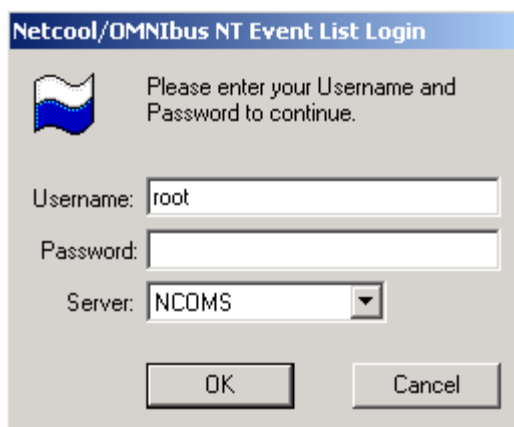 Netcool/OMNIbus NT Event List Login
Please enter your Username and
Password to continue.
Username: root
Password:
Server: NCOMS
OK Cancel